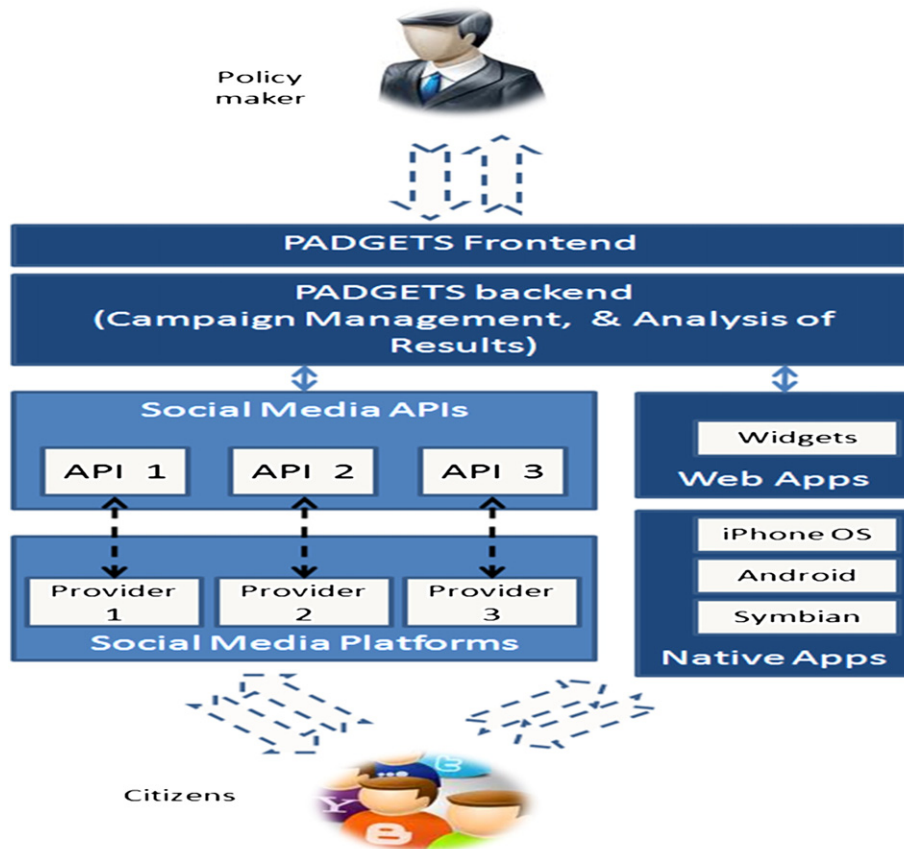 Policy
maker
PADGETS Frontend
PADGETS backend
(Campaign Management,  & Analysis of
Results)
Social Media APIs
API 1
API 2
API 3
Provider
1
Provider
2
Provider
3
Social Media Platforms
Widgets
Web Apps
iPhone OS
Android
Symbian
Native Apps
Citizens
Y